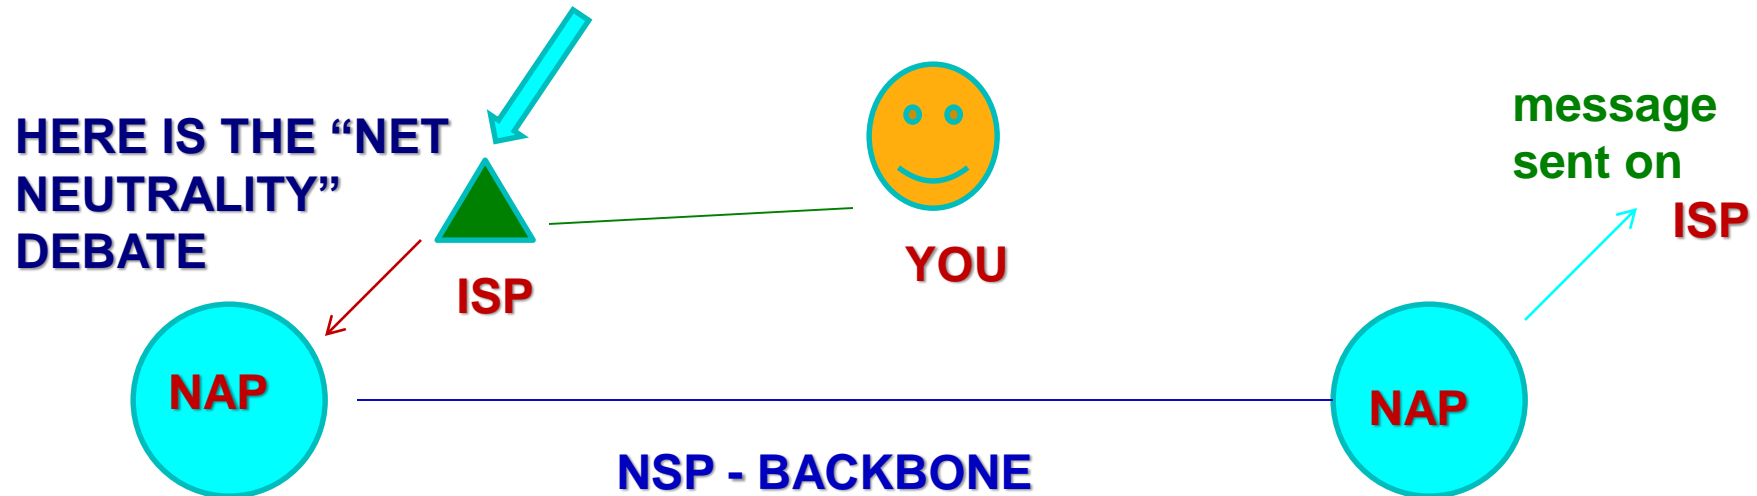 HERE IS THE “NET
NEUTRALITY”
DEBATE
ISP
YOU
message
sent on
ISP
NAP
NAP
NSP - BACKBONE